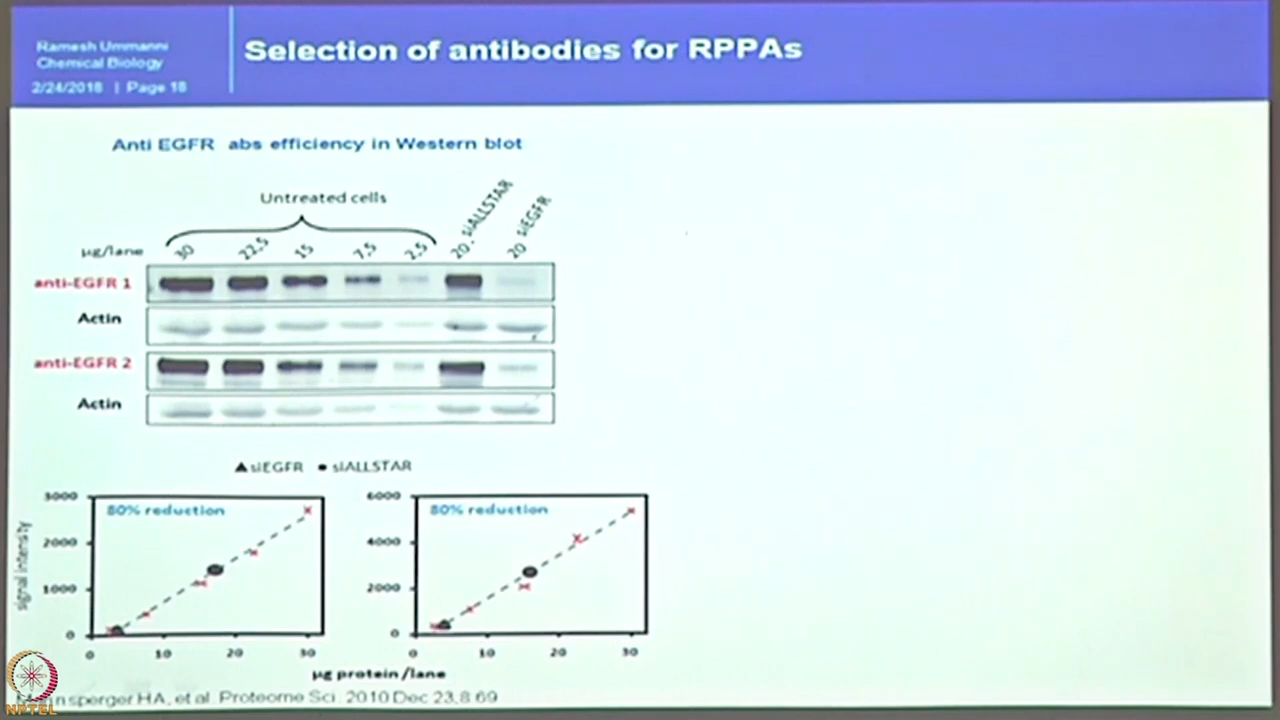 Ramesh Ummanni
Chemical Biology
2/24/2018 | Page 18
Selection of antibodies for RPPAs
Anti EGFR abs efficiency in Western blot
Untreated cells
µg/lane 30 22,5 15 7,5 2,5 20, siALLSTAR 20 siEGFR
anti-EGFR 1
Actin
anti-EGFR 2
Actin
▲siEGFR ● siALLSTAR
signal intensity
3000
2000
1000
0
80% reduction
0 10 20 30
6000
4000
2000
0
80% reduction
0 10 20 30
µg protein /lane
HA, et al. Proteome Sci. 2010 Dec 23,8:69
NPTEL